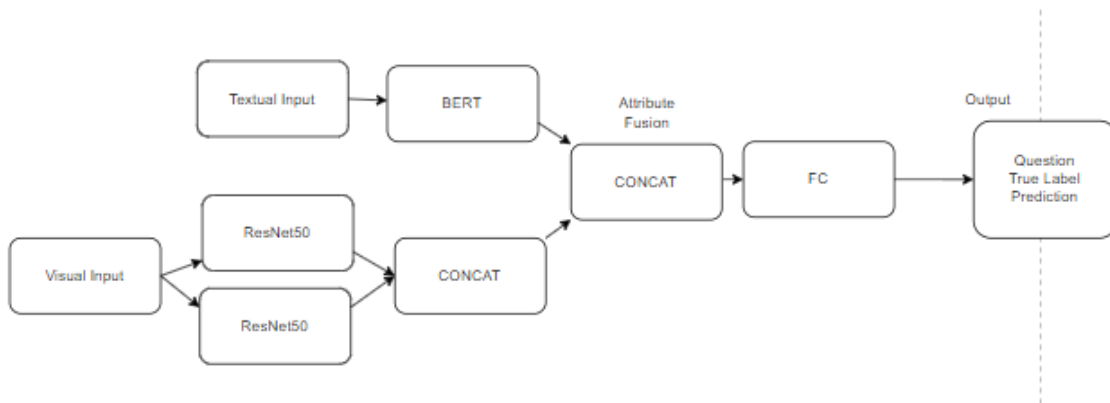 Textual Input
BERT
Attribute
Fusion
Output
CONCAT
FC
Question
True Label
Prediction
ResNet50
Visual Input
CONCAT
ResNet50